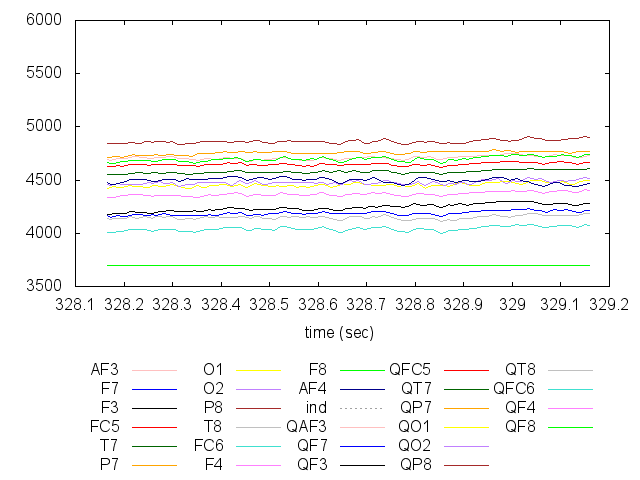 6000
5500
5000
4500
4000
3500
328.1 328.2 328.3 328.4 328.5 328.6 328.7 328.8 328.9 329 329.1 329.2
time (sec)
AF3 O1 F8 QFC5 QT8
F7 O2 AF4 QT7 QFC6
F3 P8 ind QP7 QF4
FC5 T8 QAF3 QO1 QF8
T7 FC6 QF7 QO2
P7 F4 QF3 QP8